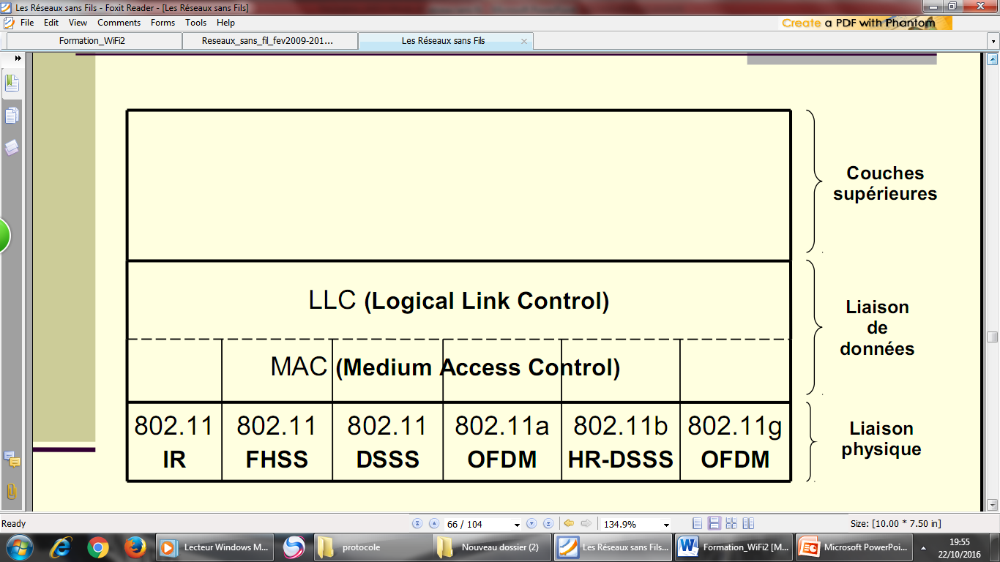 Les Réseaux sans Fils - Foxit Reader - [Les Réseaux sans Fils]
File Edit View Comments Forms Tools Help
Create a PDF with Phantom
Formation_WiFi2 Reseaux_sans_fil_fev2009-201... Les Réseaux sans Fils
Couches
supérieures
LLC (Logical Link Control)
Liaison
de
données
MAC (Medium Access Control)
802.11 802.11 802.11 802.11a 802.11b 802.11g
IR FHSS DSSS OFDM HR-DSSS OFDM
Liaison
physique
Ready 66 / 104 134.9% Size: [10.00 * 7.50 in]
Lecteur Windows M... protocole Nouveau dossier (2) Les Réseaux sans Fils... Formation_WiFi2 [M... Microsoft PowerPoi...
19:55
22/10/2016